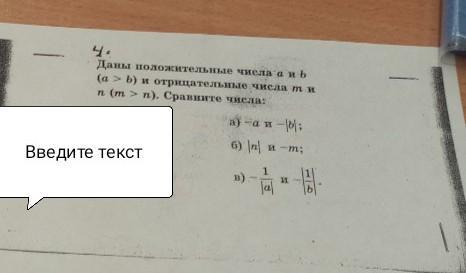 4.
Даны положительные числа a и b
(a > b) и отрицательные числа m и
n (m > n). Сравните числа:
а) −a и −|b|;
б) |n| и −m;
Введите текст
в) −1/|a| и −|1/b|.